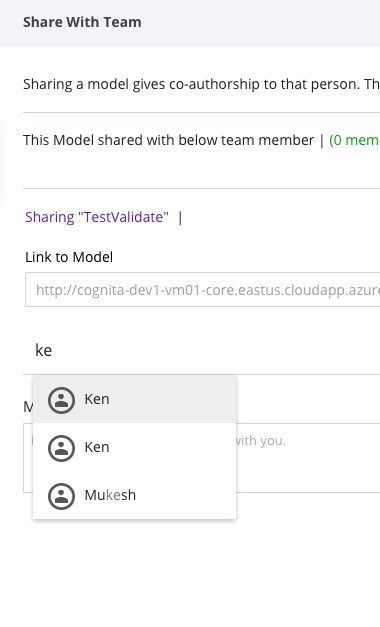 Share With Team
Sharing a model gives co-authorship to that person. Th
This Model shared with below team member | (0 mem
Sharing "TestValidate" |
Link to Model
http://cognita-dev1-vm01-core.eastus.cloudapp.azure
ke
M
Ken
with you.
Ken
Mukesh